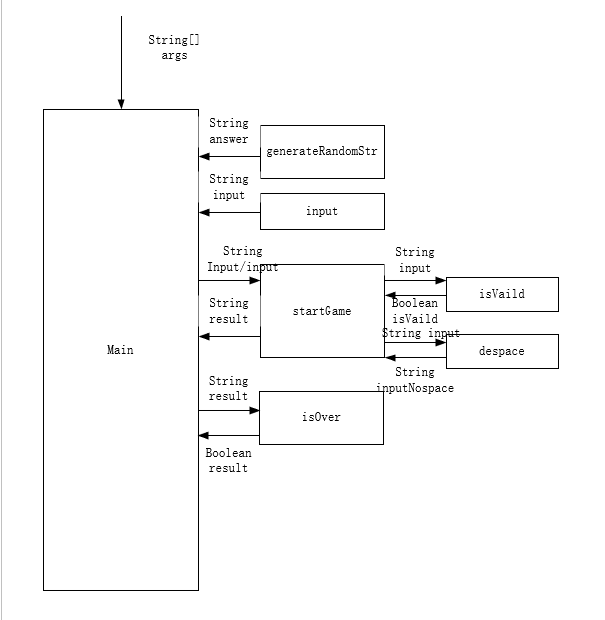 String[]
args
String
answer
generateRandomStr
String
input
input
String
Input/input
String
input
isVaild
Boolean
isVaild
String
result
startGame
String input
despace
String
inputNospace
Main
String
result
isOver
Boolean
result